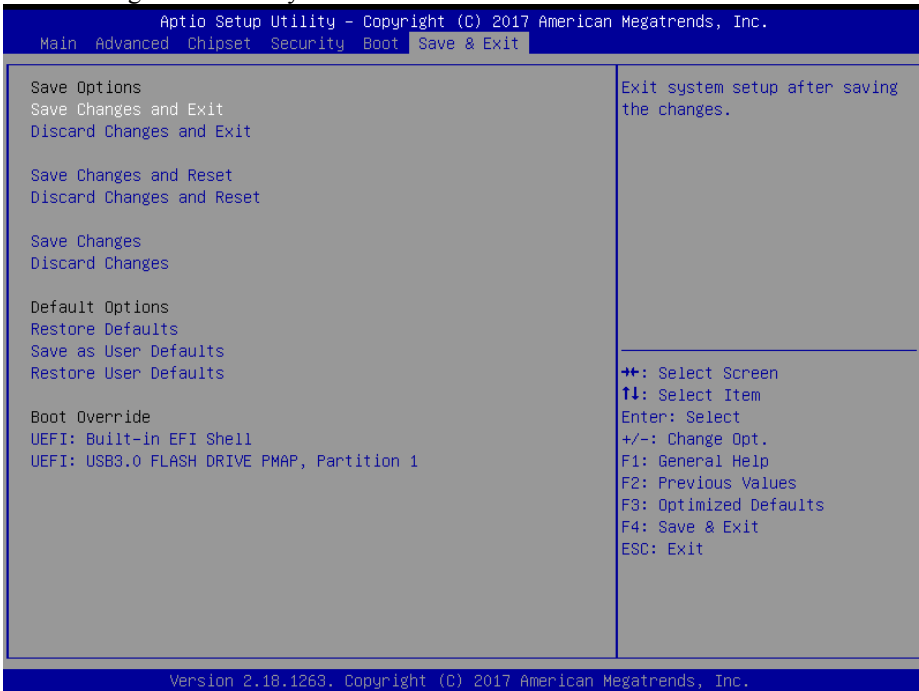 Aptio Setup Utility – Copyright (C) 2017 American Megatrends, Inc.
Main Advanced Chipset Security Boot Save & Exit
Save Options
Save Changes and Exit
Discard Changes and Exit
Save Changes and Reset
Discard Changes and Reset
Save Changes
Discard Changes
Default Options
Restore Defaults
Save as User Defaults
Restore User Defaults
Boot Override
UEFI: Built-in EFI Shell
UEFI: USB3.0 FLASH DRIVE PMAP, Partition 1
Exit system setup after saving
the changes.
→←: Select Screen
↑↓: Select Item
Enter: Select
+/-: Change Opt.
F1: General Help
F2: Previous Values
F3: Optimized Defaults
F4: Save & Exit
ESC: Exit
Version 2.18.1263. Copyright (C) 2017 American Megatrends, Inc.